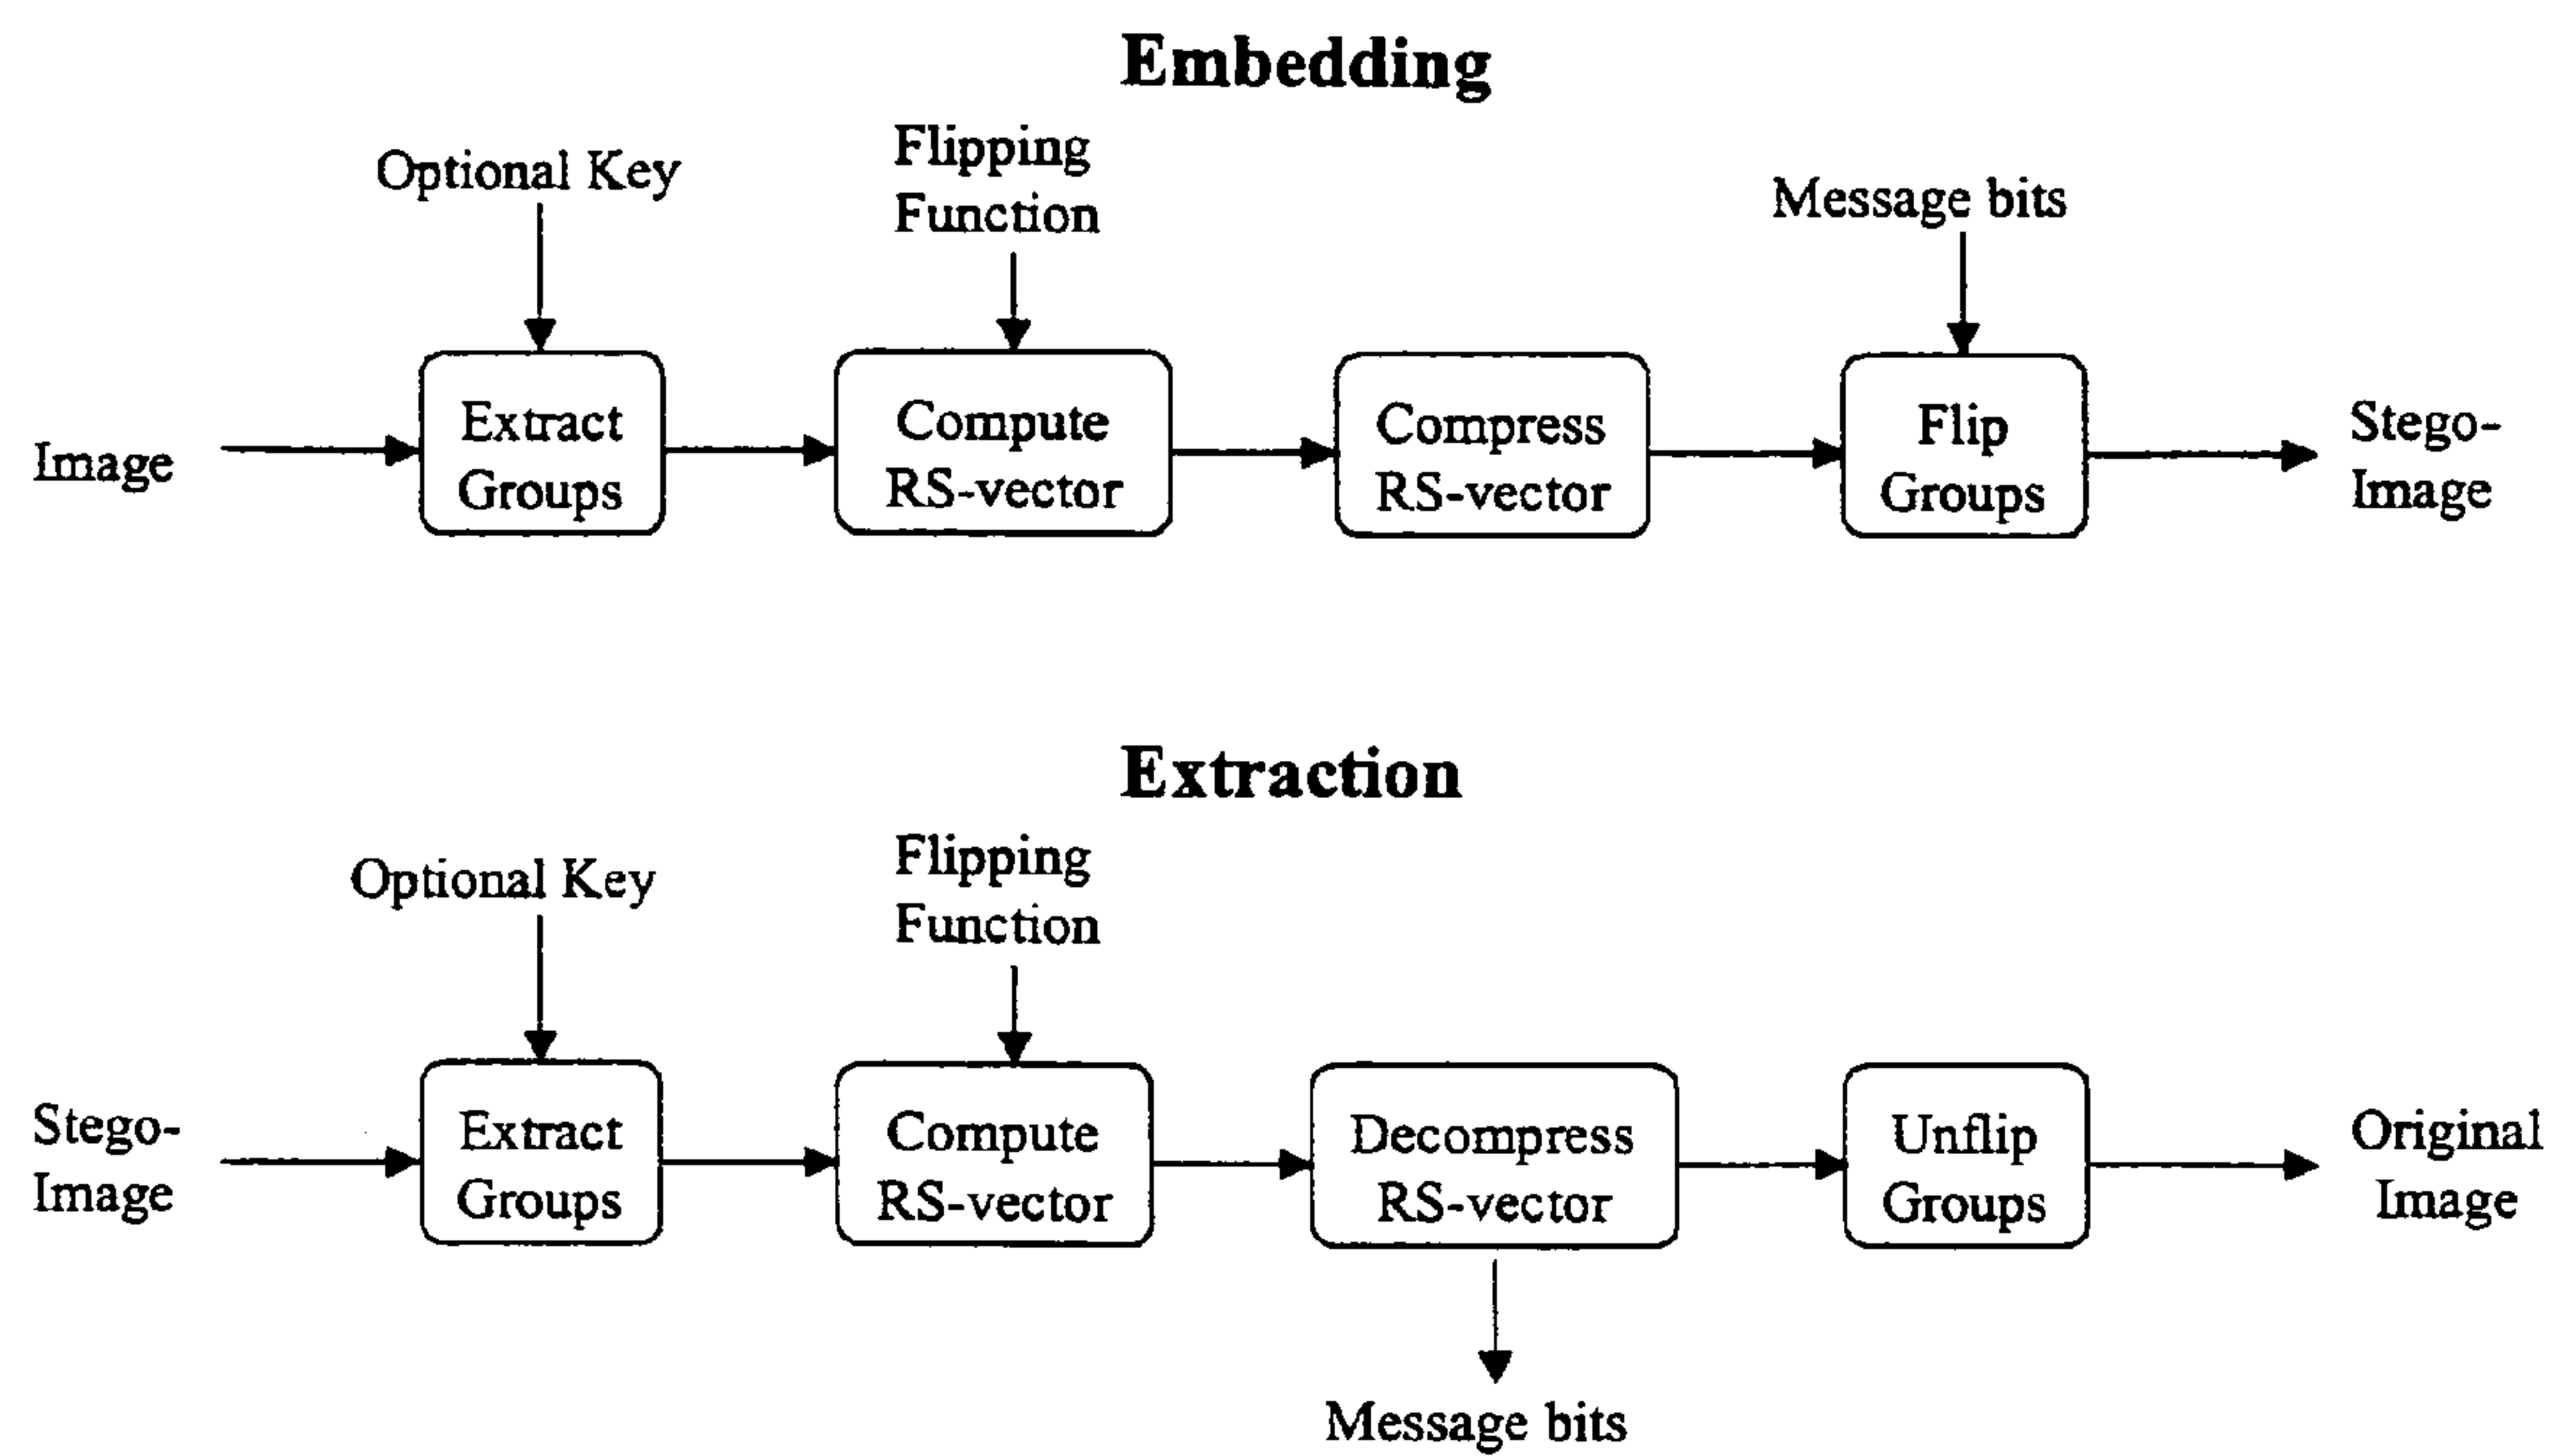 Embedding
Optional Key
Flipping
Function
Message bits
Image
Extract
Groups
Compute
RS-vector
Compress
RS-vector
Flip
Groups
Stego-
Image
Extraction
Optional Key
Flipping
Function
Stego-
Image
Extract
Groups
Compute
RS-vector
Decompress
RS-vector
Unflip
Groups
Original
Image
Message bits